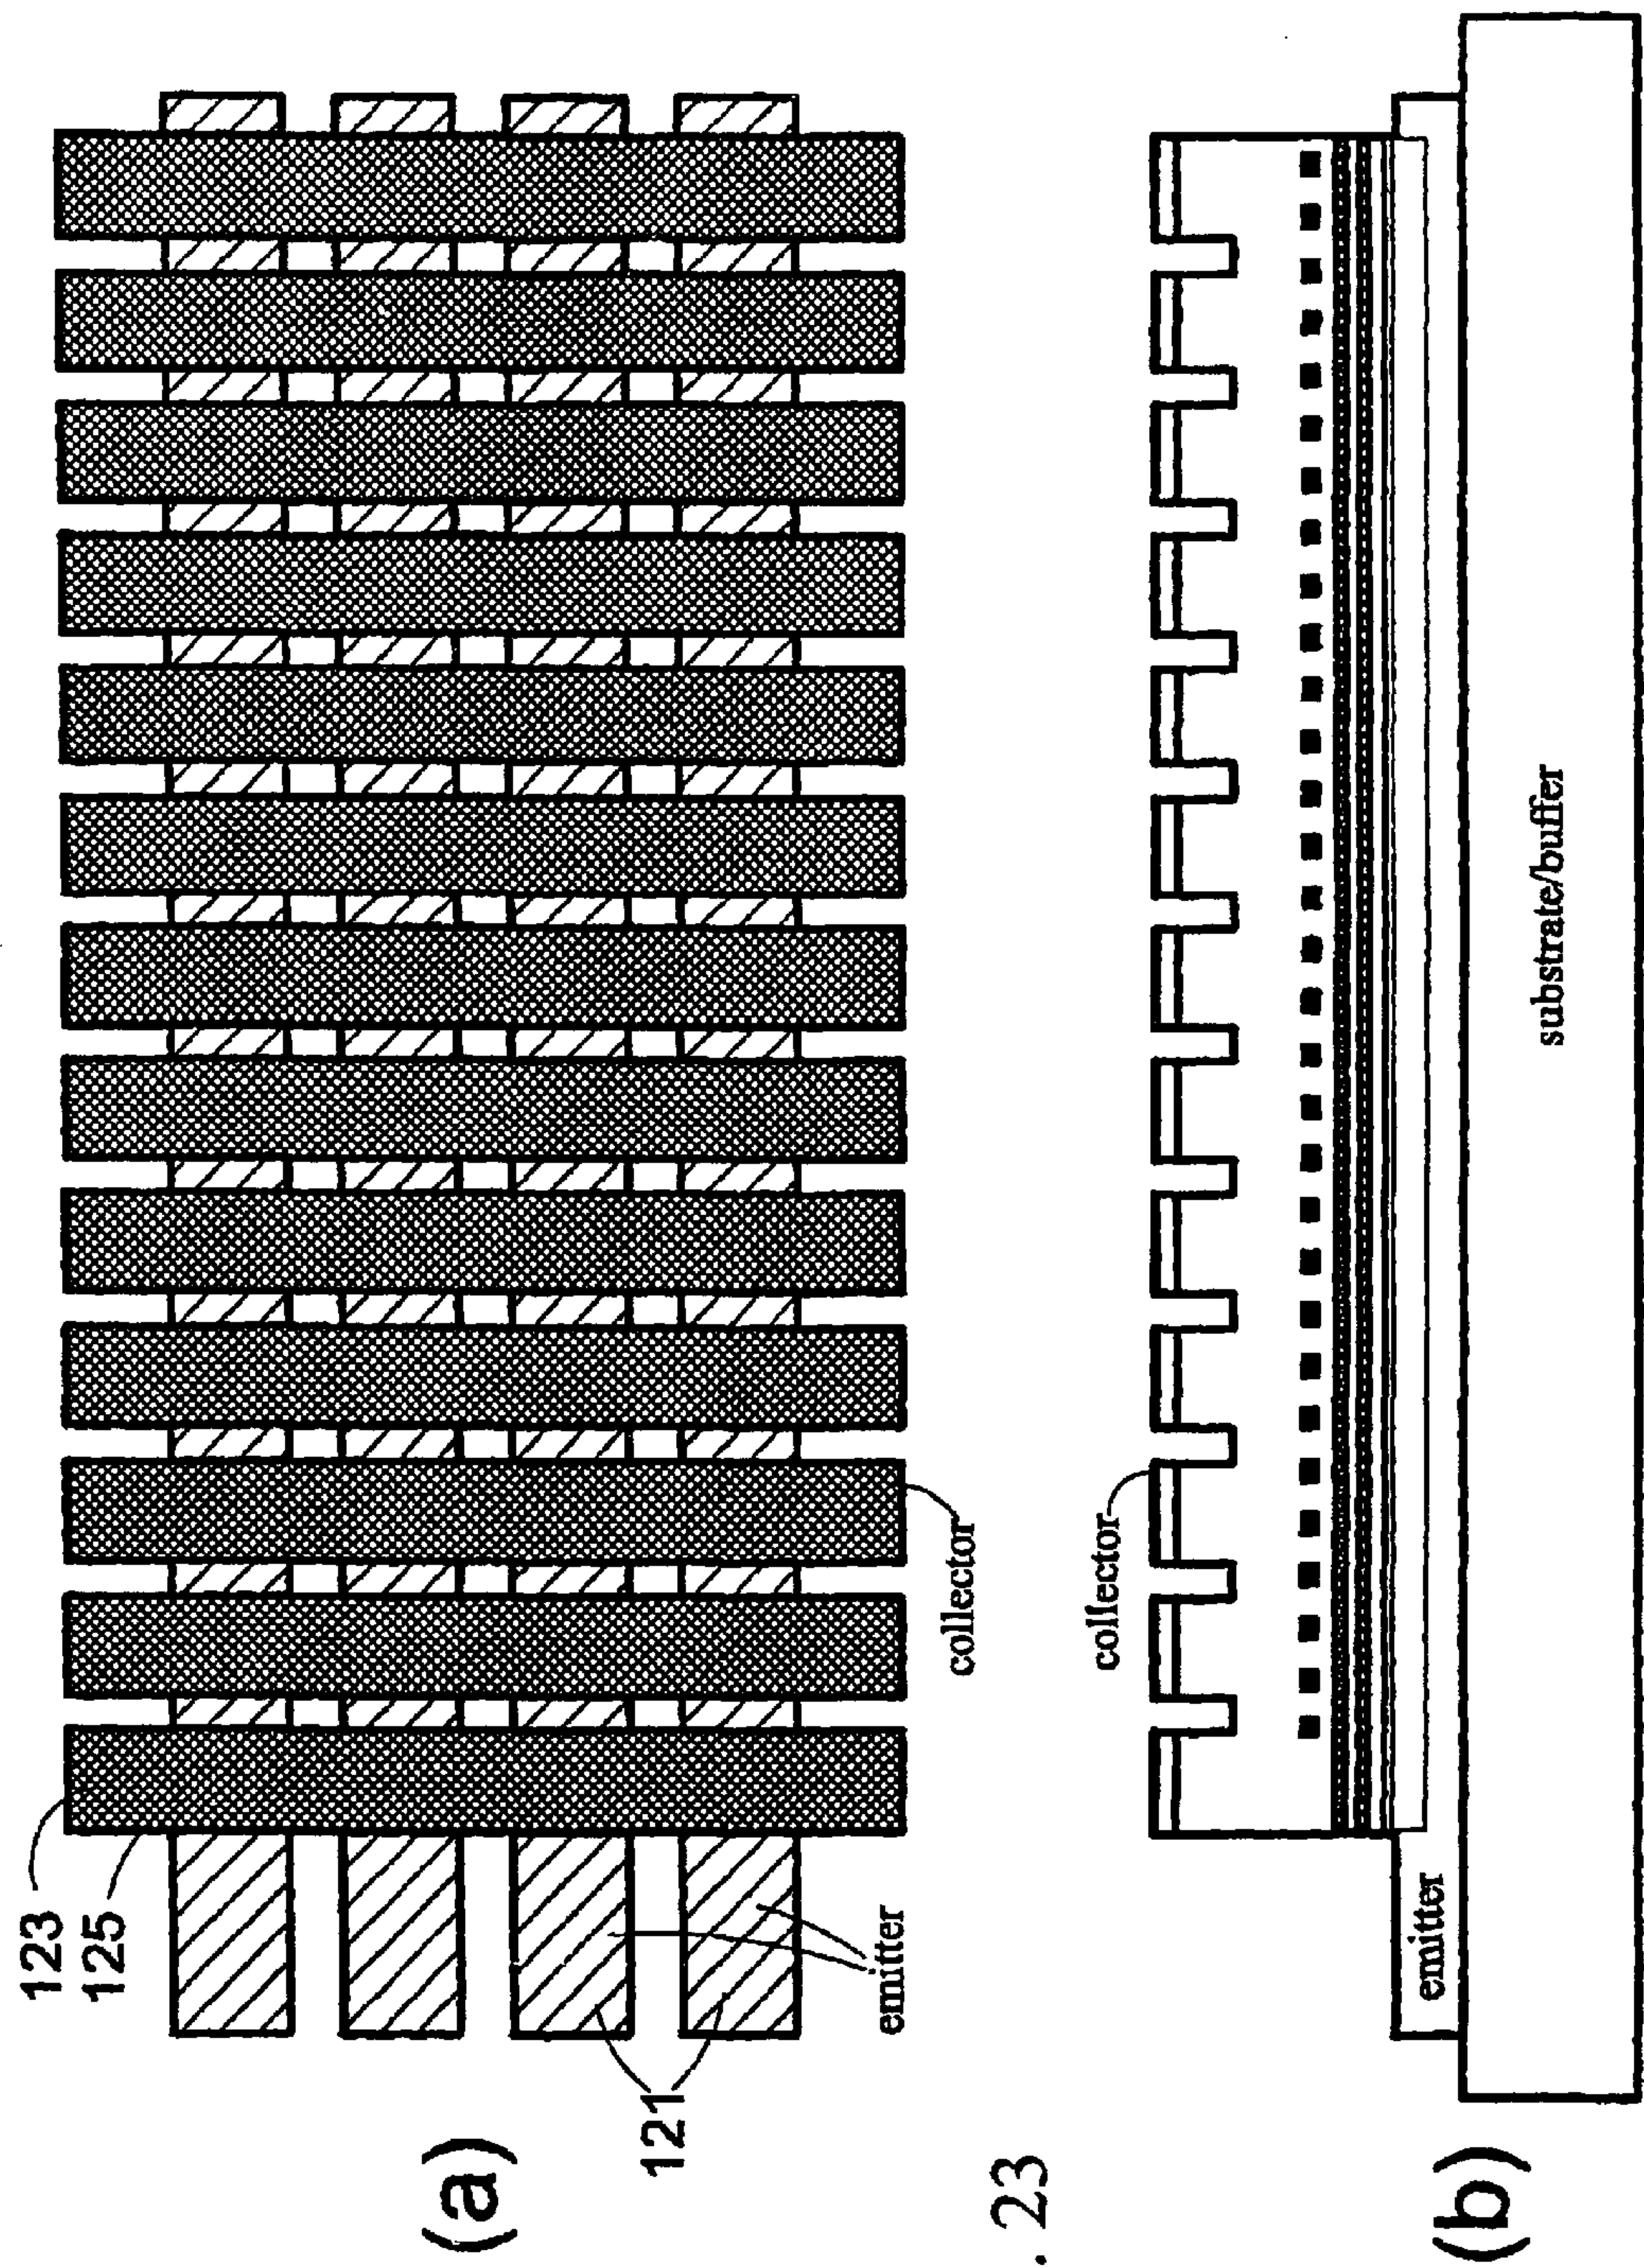 123
125
collector
emitter
121
(a)
collector
emitter
substrate/buffer
(b)
. 23